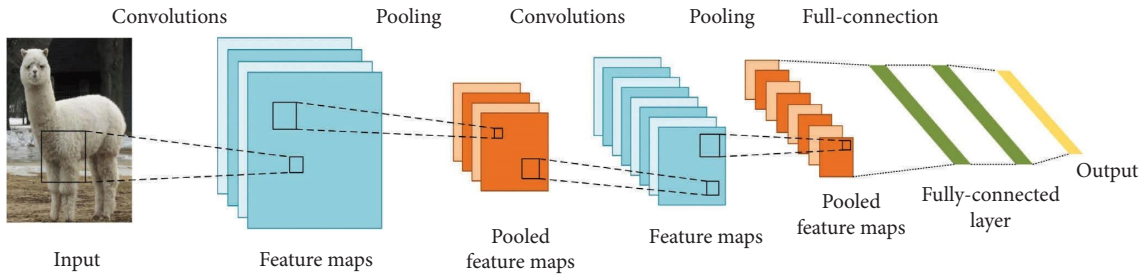 Convolutions
Pooling
Convolutions
Pooling
Full-connection
Output
Input
Feature maps
Pooled
feature maps
Feature maps
Pooled
feature maps
Fully-connected
layer